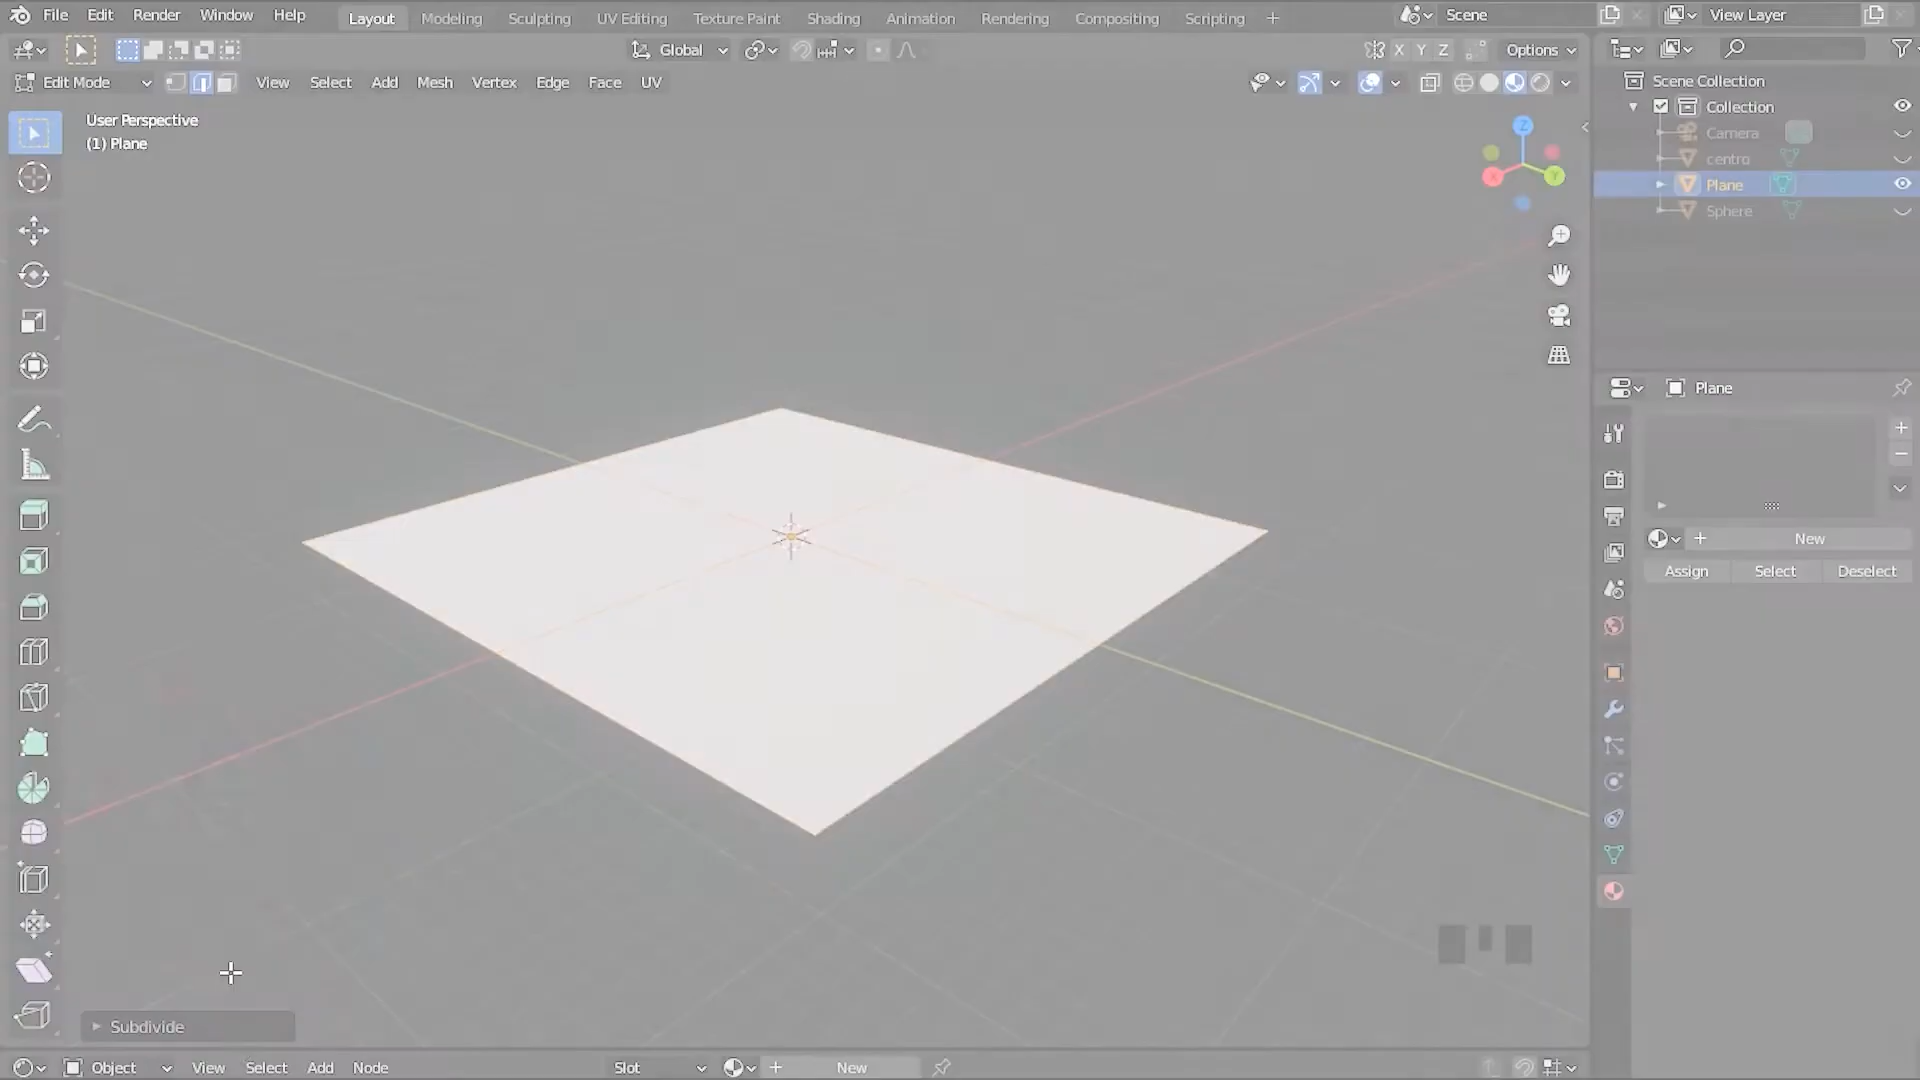 File Edit Render Window Help Layout Modeling Sculpting UV Editing Texture Paint Shading Animation Rendering Compositing Scripting + Scene View Layer
Global X Y Z Options
Edit Mode View Select Add Mesh Vertex Edge Face UV
Scene Collection
Collection
Camera
centro
Plane
Sphere
User Perspective
(1) Plane
Z
X
Y
Plane
+ New
Assign Select Deselect
Subdivide
Object View Select Add Node Slot + New